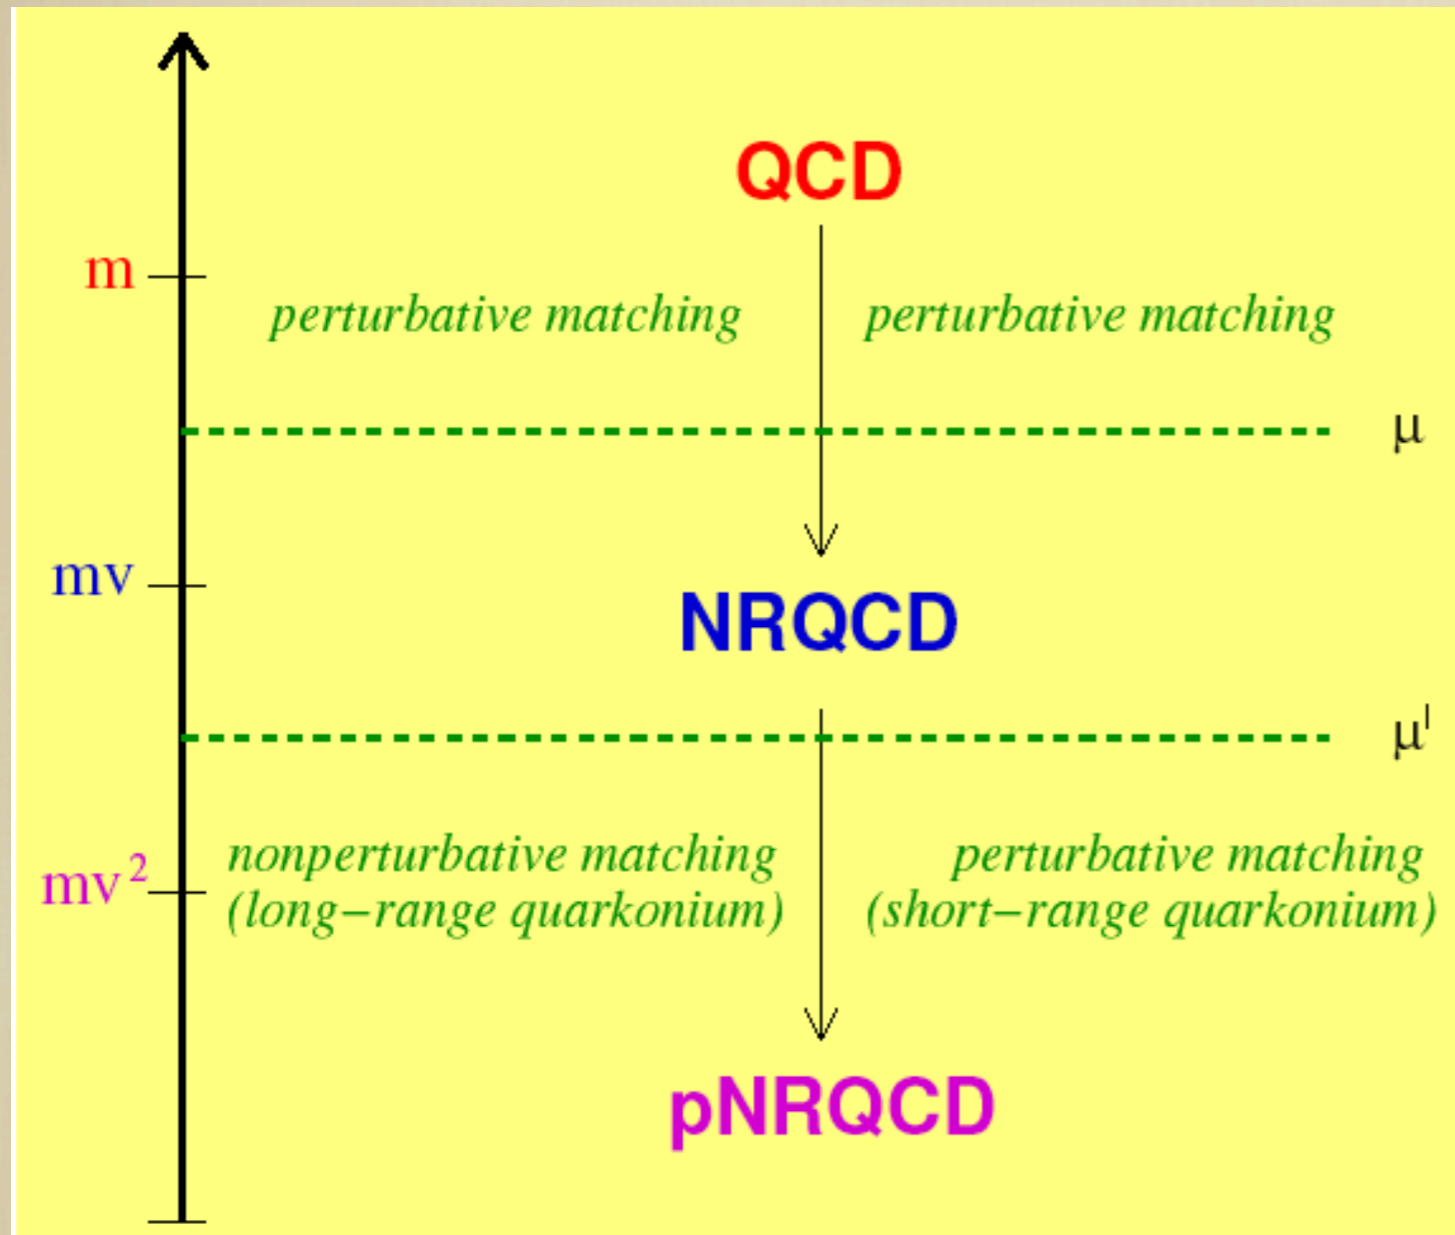 QCD
m
perturbative matching perturbative matching
μ
mv
NRQCD
μ'
nonperturbative matching perturbative matching
mv²
(long−range quarkonium) (short−range quarkonium)
pNRQCD